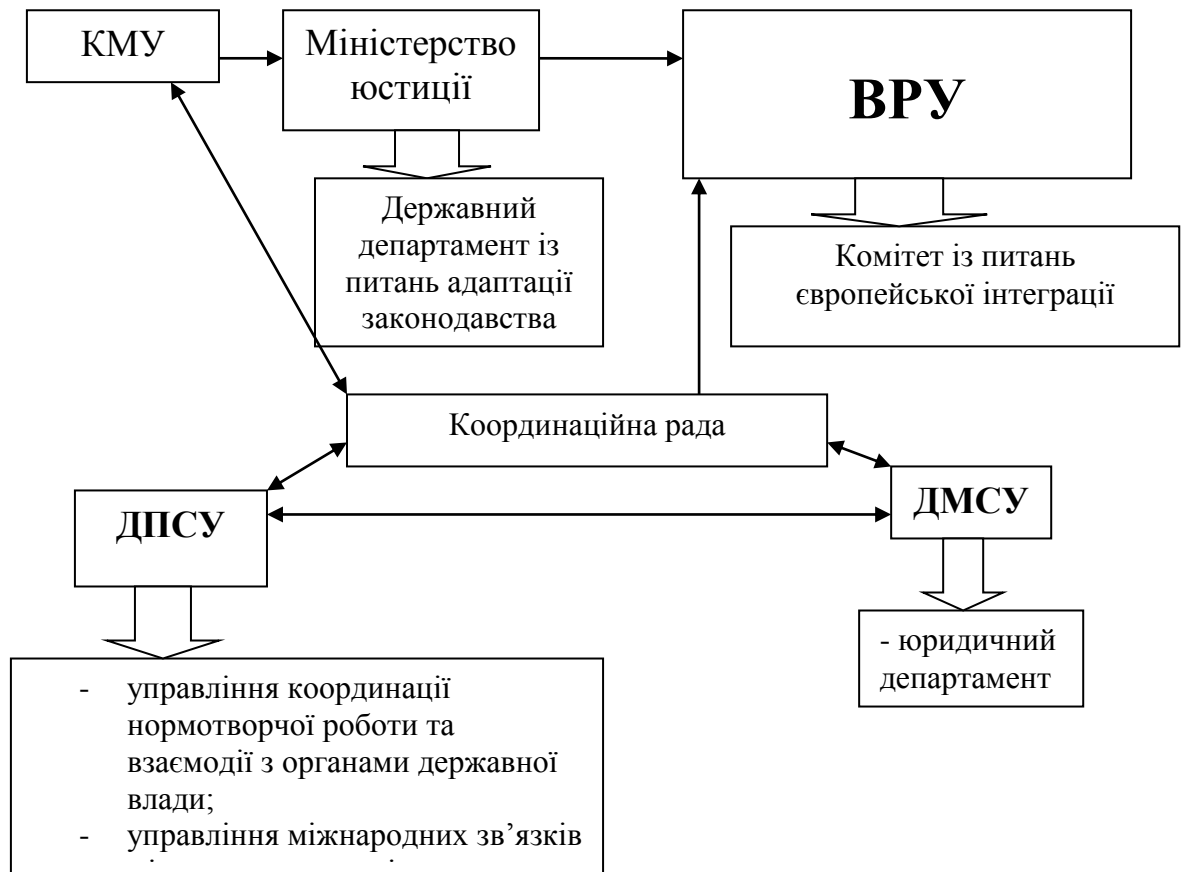 КМУ
Міністерство
юстиції
ВРУ
Державний
департамент із
питань адаптації
законодавства
Комітет із питань
європейської інтеграції
Координаційна рада
ДПСУ
ДМСУ
- юридичний
департамент
- управління координації
нормотворчої роботи та
взаємодії з органами державної
влади;
- управління міжнародних зв’язків